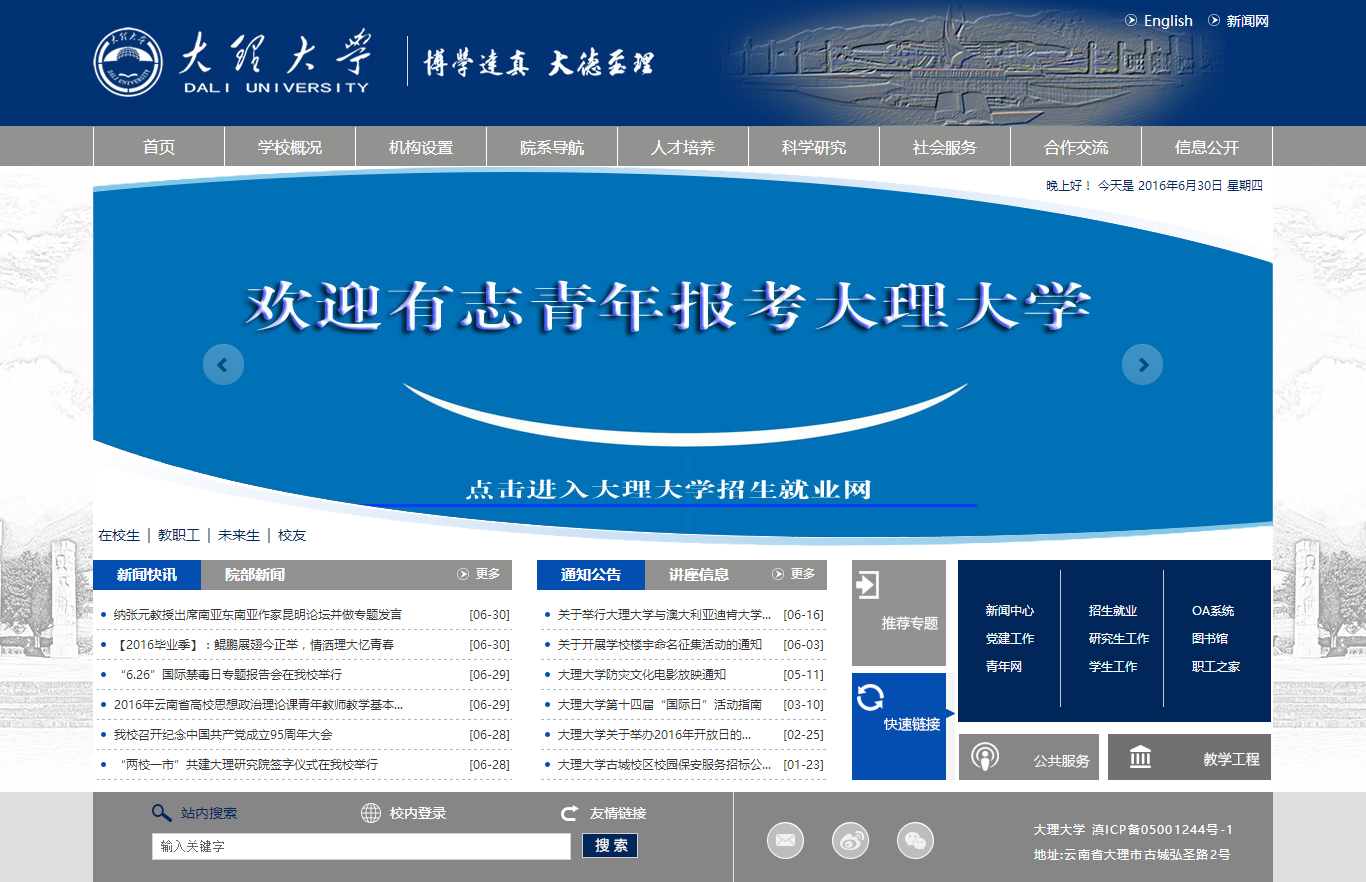 English 新闻网
大理大学 博学达真 大德至理
DALI UNIVERSITY
首页 学校概况 机构设置 院系导航 人才培养 科学研究 社会服务 合作交流 信息公开
晚上好！ 今天是 2016年6月30日 星期四
欢迎有志青年报考大理大学
点击进入大理大学招生就业网
在校生 | 教职工 | 未来生 | 校友
新闻快讯 院部新闻 更多
纳张元教授出席南亚东南亚作家昆明论坛并做专题发言 [06-30]
【2016毕业季】：鲲鹏展翅今正举，情洒理大忆青春 [06-30]
“6.26”国际禁毒日专题报告会在我校举行 [06-29]
2016年云南省高校思想政治理论课青年教师教学基本... [06-29]
我校召开纪念中国共产党成立95周年大会 [06-28]
“两校一市”共建大理研究院签字仪式在我校举行 [06-28]
通知公告 讲座信息 更多
关于举行大理大学与澳大利亚迪肯大学... [06-16]
关于开展学校楼宇命名征集活动的通知 [06-03]
大理大学防灾文化电影放映通知 [05-11]
大理大学第十四届“国际日”活动指南 [03-10]
大理大学关于举办2016年开放日的... [02-25]
大理大学古城校区校园保安服务招标公... [01-23]
推荐专题
快速链接
新闻中心 招生就业 OA系统
党建工作 研究生工作 图书馆
青年网 学生工作 职工之家
公共服务 教学工程
站内搜索 校内登录 友情链接
输入关键字 搜 索
大理大学 滇ICP备05001244号-1
地址:云南省大理市古城弘圣路2号